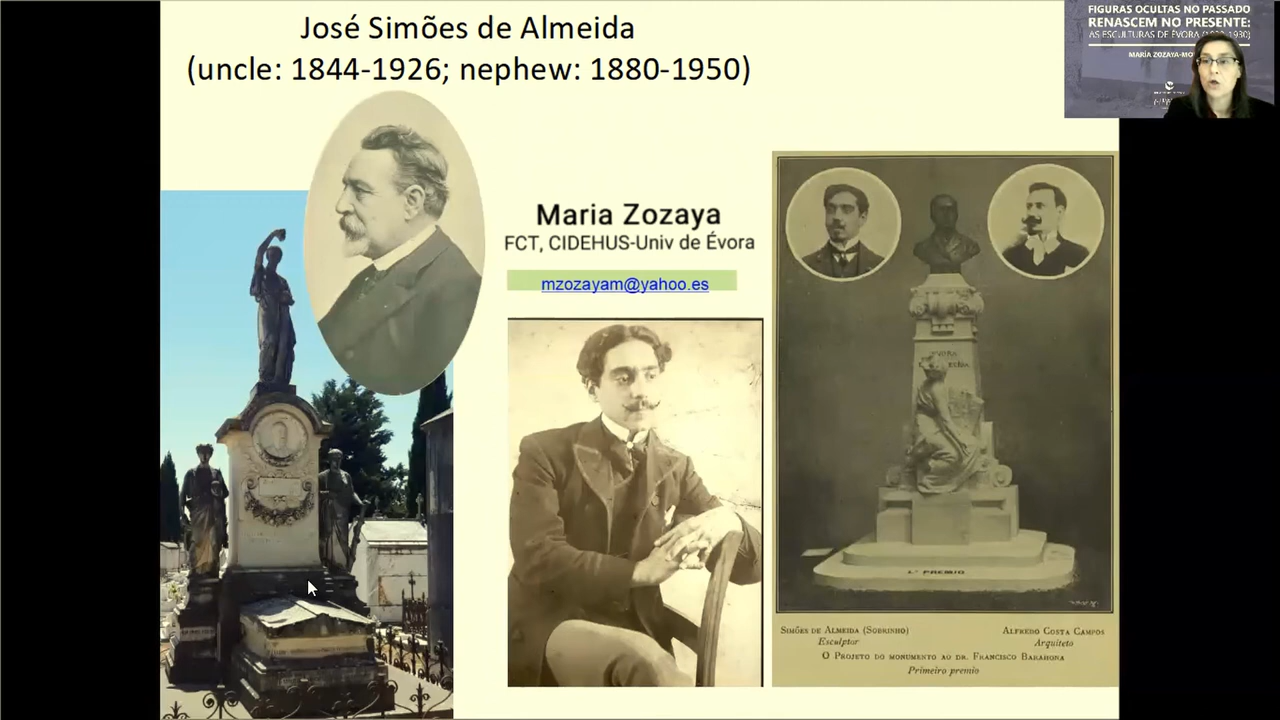 José Simões de Almeida
(uncle: 1844-1926; nephew: 1880-1950)
FIGURAS OCULTAS NO PASSADO
RENASCEM NO PRESENTE:
AS ESCULTURAS DE ÉVORA
MARÍA
Maria Zozaya
FCT, CIDEHUS-Univ de Évora
mzozayam@yahoo.es
1.º PREMIO
SIMÕES DE ALMEIDA (SOBRINHO)
Esculptor
ALFREDO COSTA CAMPOS
Arquiteto
O PROJETO DO MONUMENTO AO DR. FRANCISCO BARAHONA
Primeiro premio